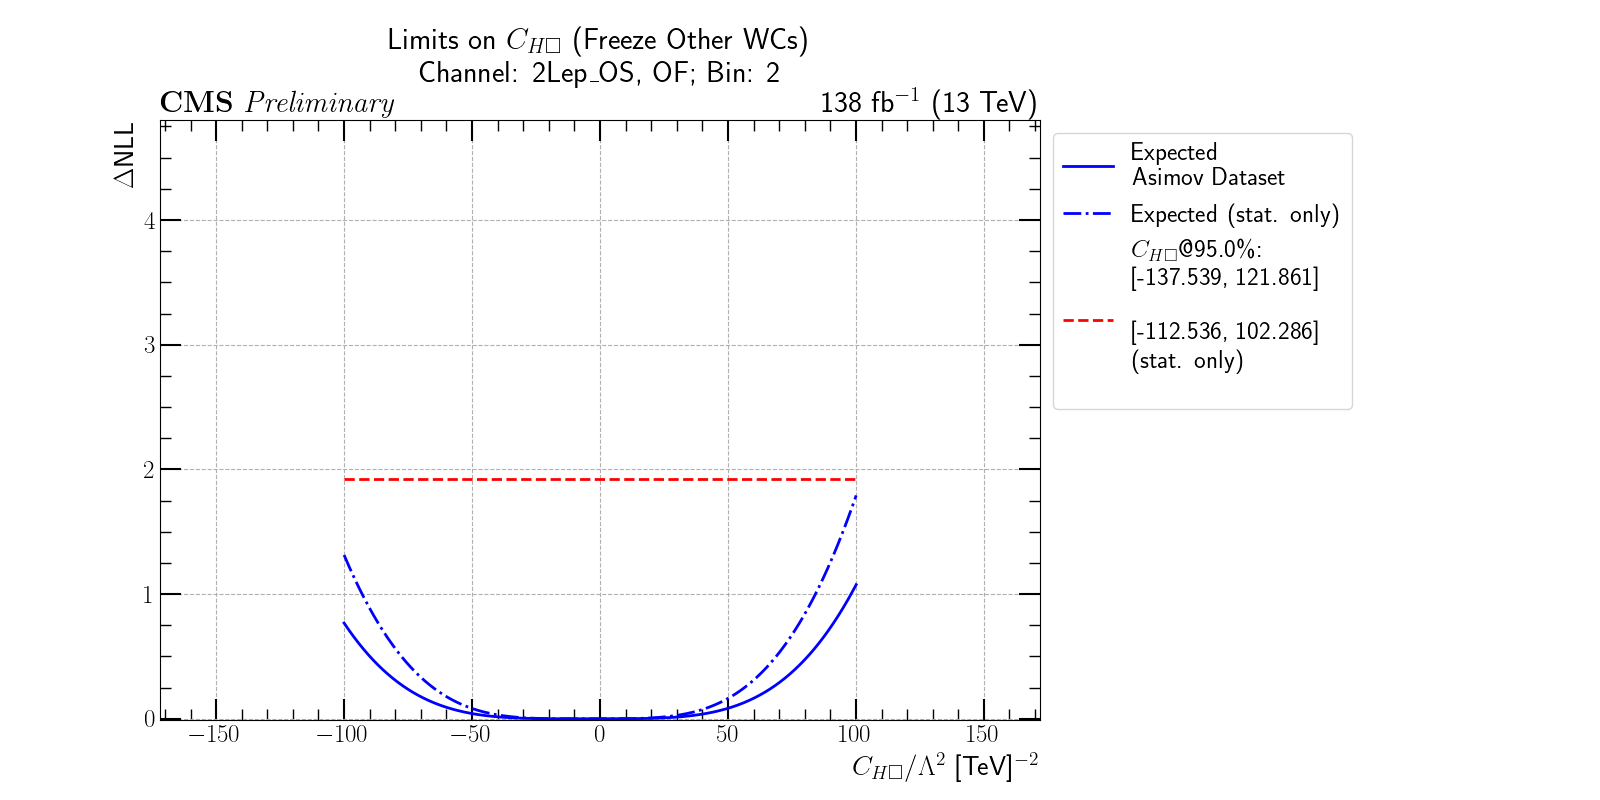 Limits on C_{H□} (Freeze Other WCs)
Channel: 2Lep_OS, OF; Bin: 2
CMS Preliminary
138 fb⁻¹ (13 TeV)
ΔNLL
4
3
2
1
0
−150
−100
−50
0
50
100
150
C_{H□}/Λ² [TeV]⁻²
Expected
Asimov Dataset
Expected (stat. only)
C_{H□}@95.0%:
[-137.539, 121.861]
[-112.536, 102.286]
(stat. only)